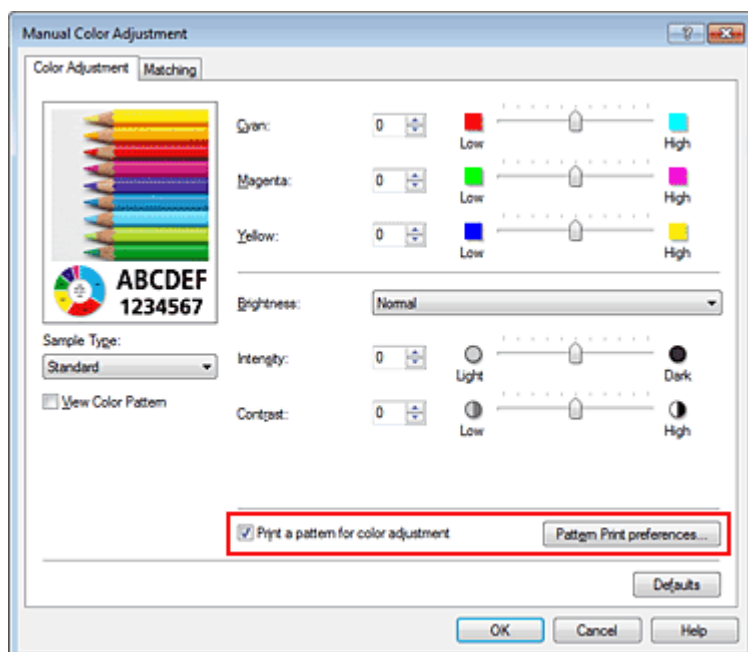 Manual Color Adjustment
Color Adjustment Matching
Cyan: 0 Low High
Magenta: 0 Low High
Yellow: 0 Low High
ABCDEF
1234567
Brightness: Normal
Sample Type:
Standard
Intensity: 0 Light Dark
View Color Pattern
Contrast: 0 Low High
Print a pattern for color adjustment Pattern Print preferences...
Defaults
OK Cancel Help